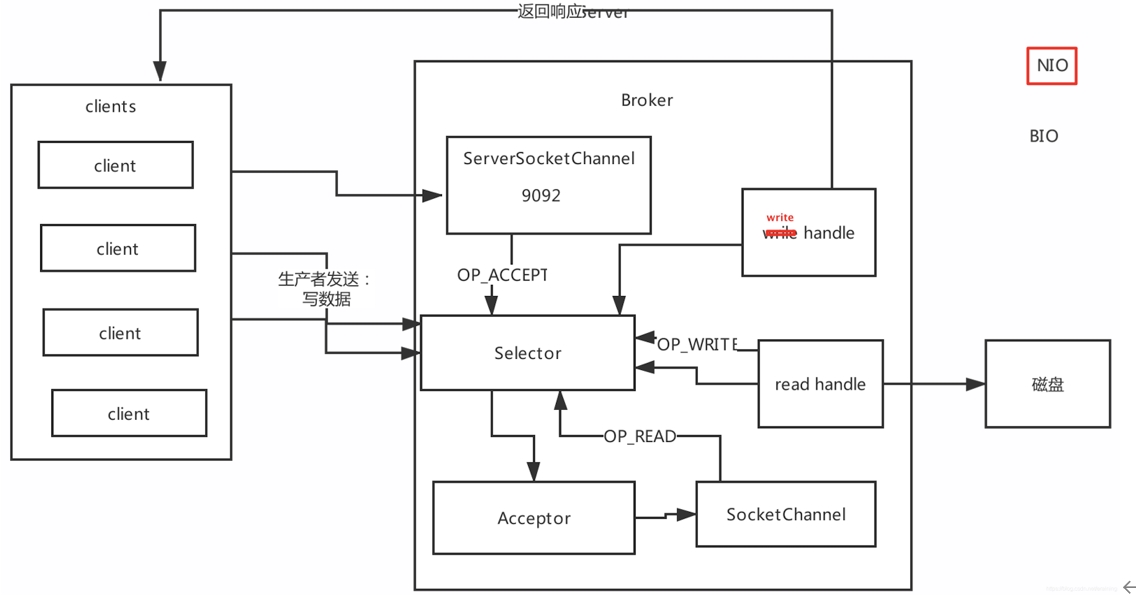 返回响应server
clients
client
client
client
client
生产者发送：
写数据
Broker
ServerSocketChannel
9092
OP_ACCEPT
Selector
Acceptor
SocketChannel
OP_READ
OP_WRITE
read handle
write
handle
磁盘
NIO
BIO